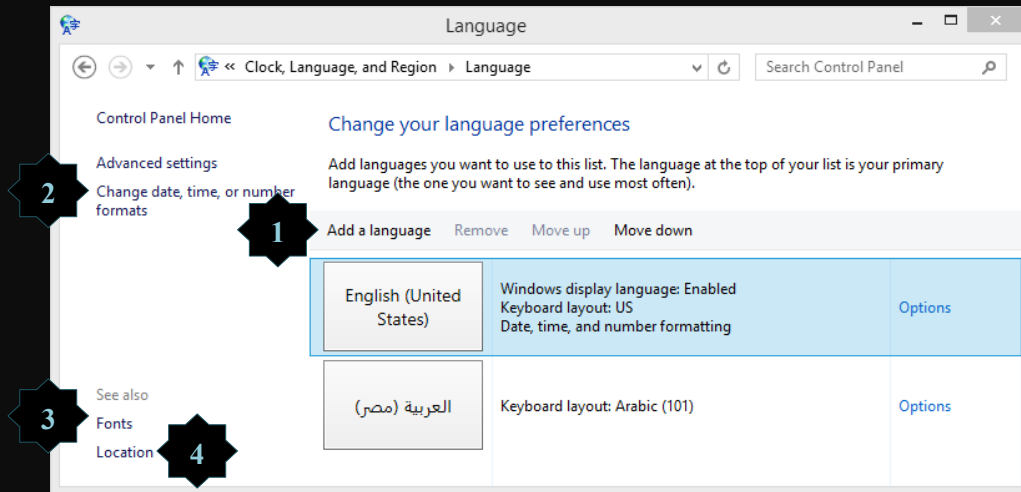 Language
« Clock, Language, and Region ▸ Language
Search Control Panel
Control Panel Home
Advanced settings
2
Change date, time, or number
formats
See also
3
Fonts
Location
4
Change your language preferences
Add languages you want to use to this list. The language at the top of your list is your primary
language (the one you want to see and use most often).
1
Add a language Remove Move up Move down
English (United
States)
Windows display language: Enabled
Keyboard layout: US
Date, time, and number formatting
Options
العربية (مصر)
Keyboard layout: Arabic (101)
Options